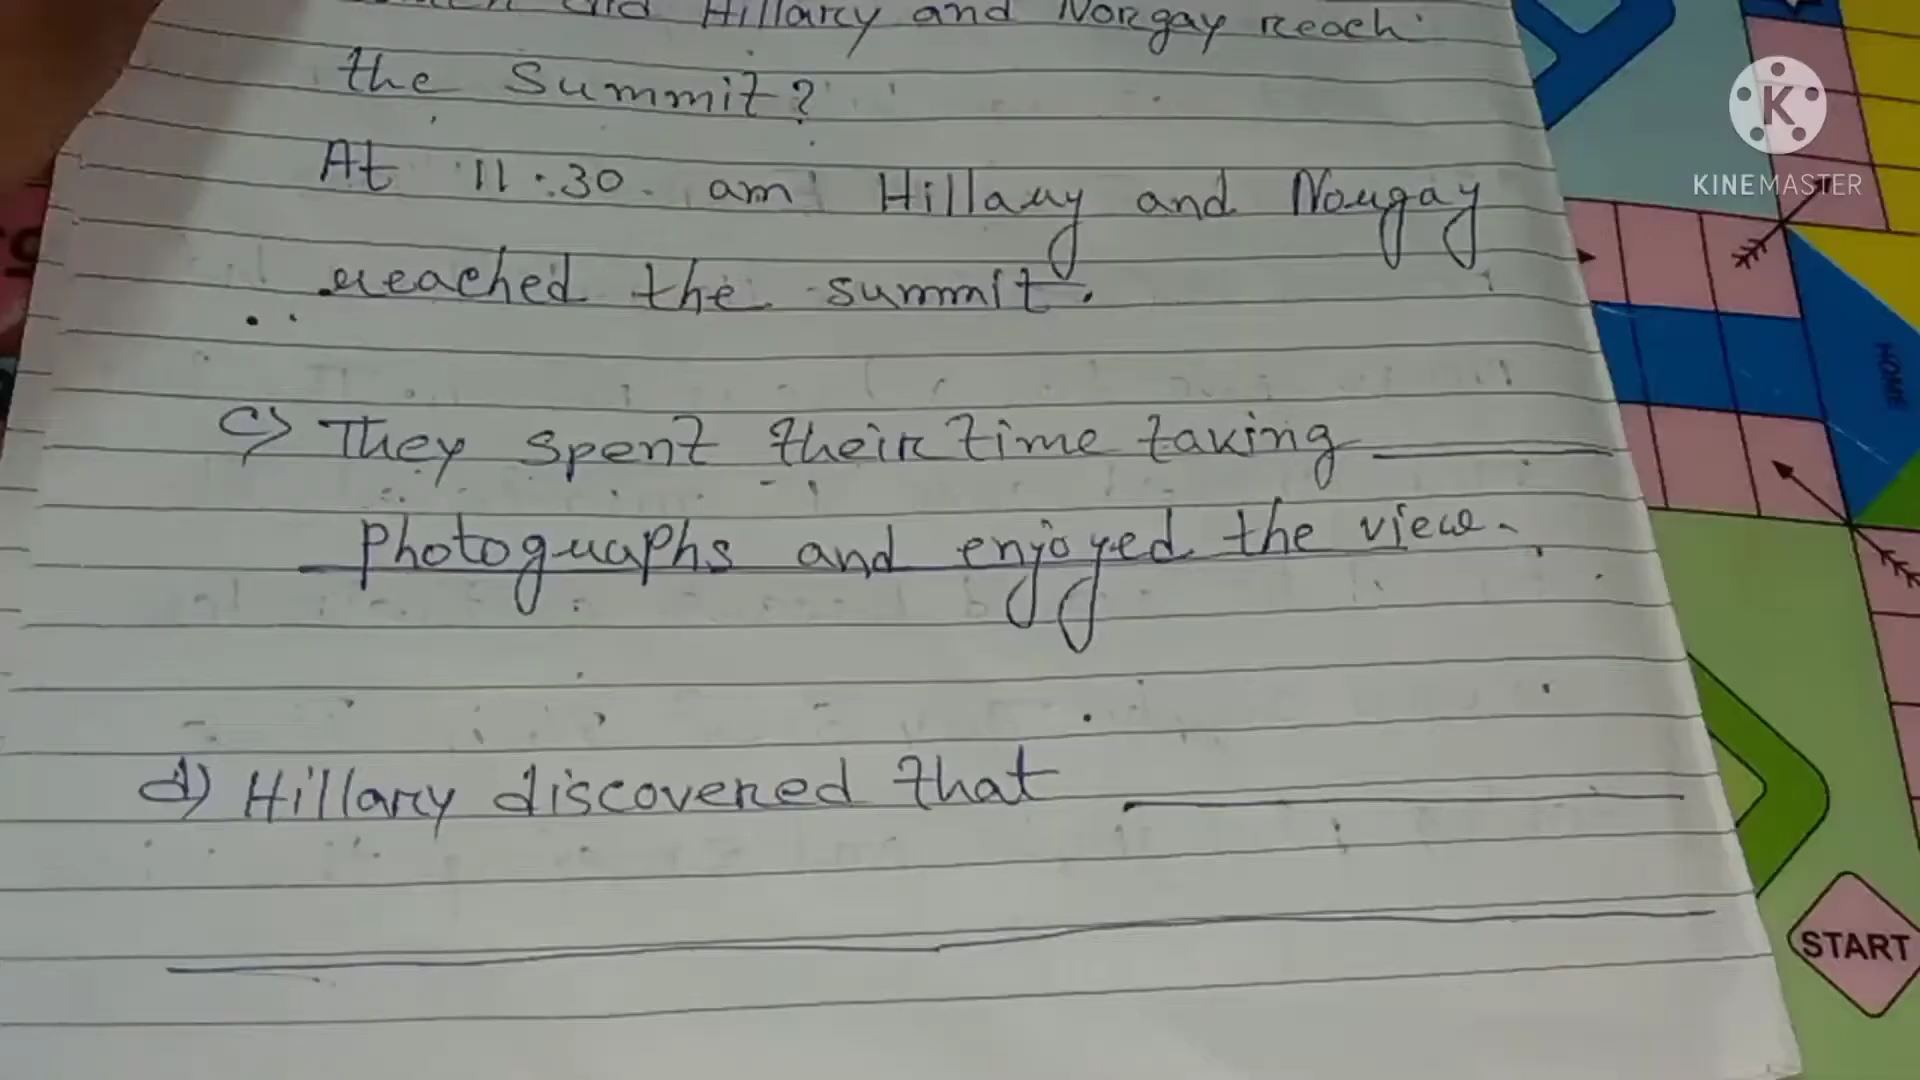 did Hillary and Norgay reach
the Summit?
At 11:30 am Hillary and Norgay
reached the summit.
c) They spent their time taking
photographs and enjoyed the view.
d) Hillary discovered that
K
KINEMASTER
HOME
START